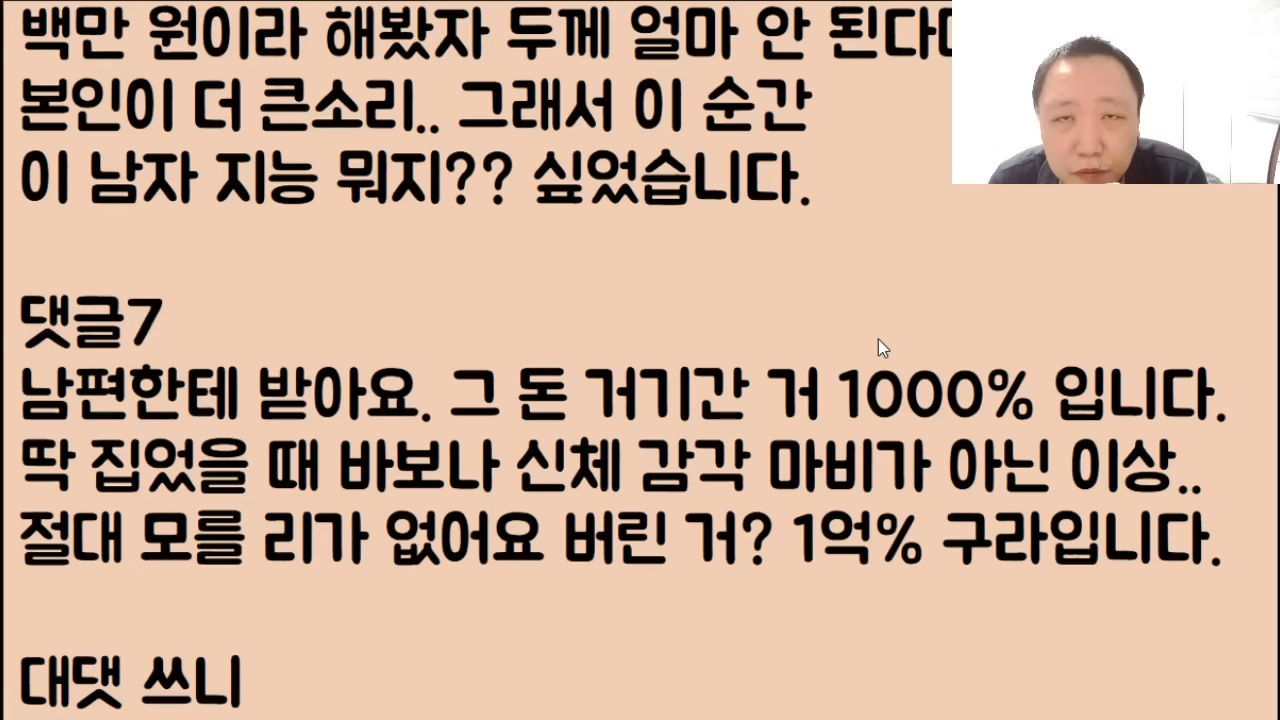 백만 원이라 해봤자 두께 얼마 안 된다며
본인이 더 큰소리.. 그래서 이 순간
이 남자 지능 뭐지?? 싶었습니다.
댓글7
남편한테 받아요. 그 돈 거기간 거 1000% 입니다.
딱 집었을 때 바보나 신체 감각 마비가 아닌 이상..
절대 모를 리가 없어요 버린 거? 1억% 구라입니다.
대댓 쓰니